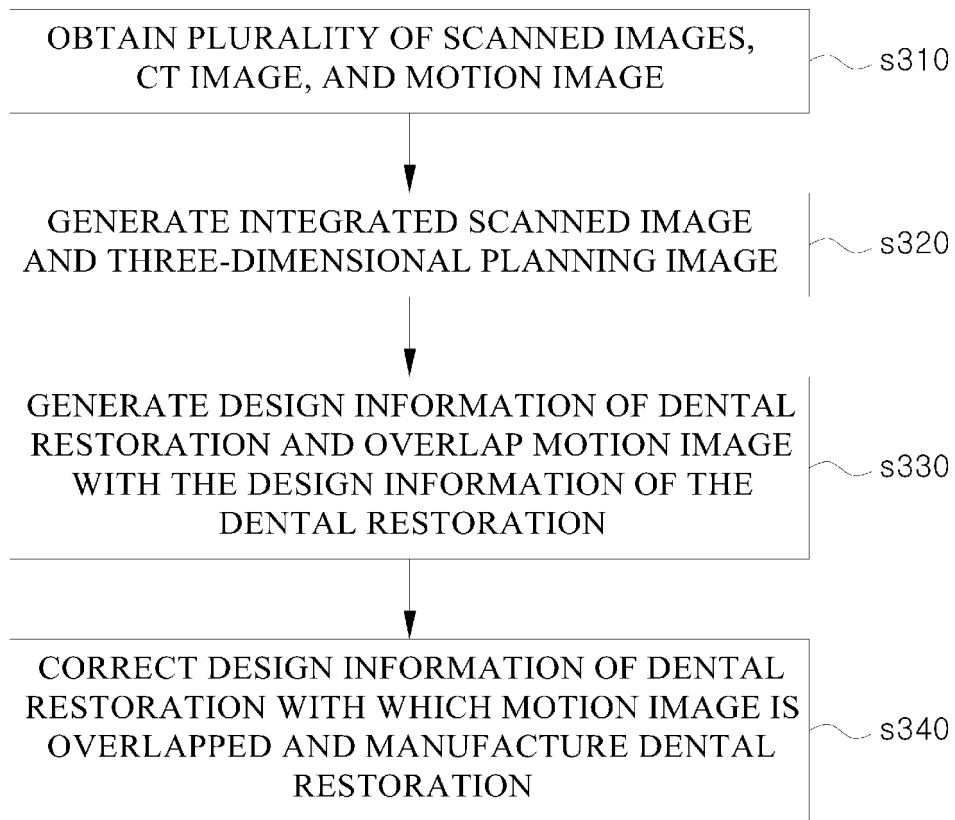 OBTAIN PLURALITY OF SCANNED IMAGES,
CT IMAGE, AND MOTION IMAGE
s310
GENERATE INTEGRATED SCANNED IMAGE
AND THREE-DIMENSIONAL PLANNING IMAGE
s320
GENERATE DESIGN INFORMATION OF DENTAL
RESTORATION AND OVERLAP MOTION IMAGE
WITH THE DESIGN INFORMATION OF THE
DENTAL RESTORATION
s330
CORRECT DESIGN INFORMATION OF DENTAL
RESTORATION WITH WHICH MOTION IMAGE IS
OVERLAPPED AND MANUFACTURE DENTAL
RESTORATION
s340